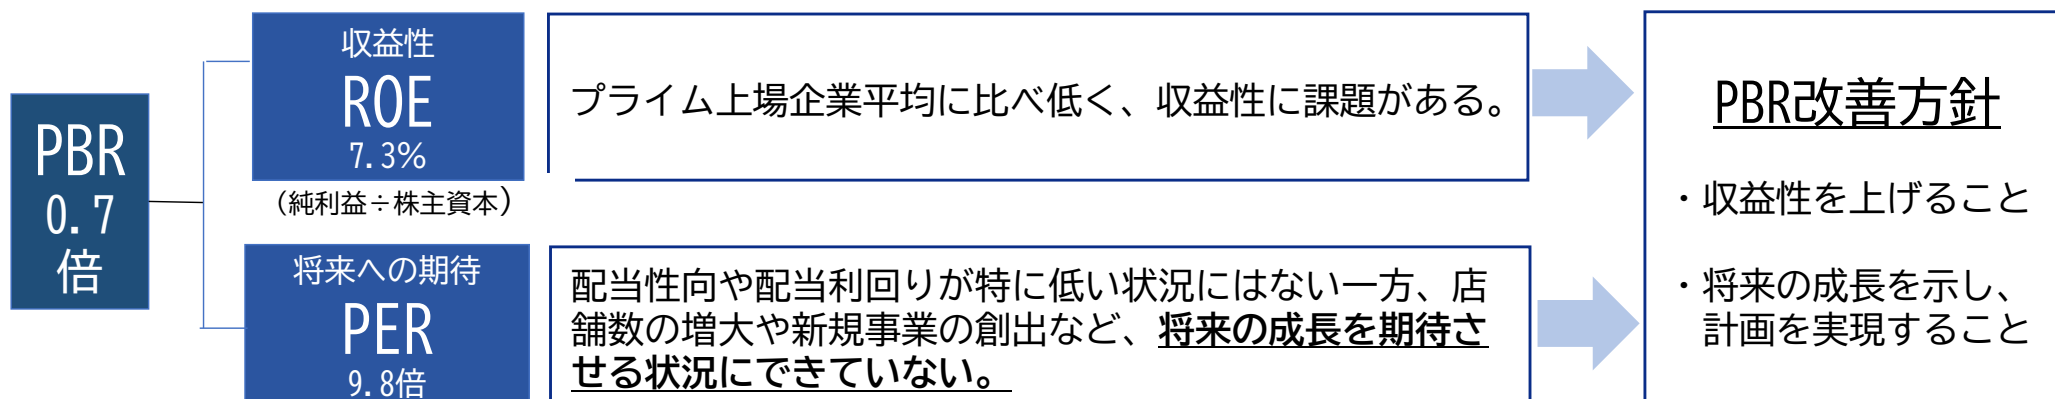 PBR
0.7
倍
収益性
ROE
7.3%
(純利益÷株主資本)
プライム上場企業平均に比べ低く、収益性に課題がある。
将来への期待
PER
9.8倍
配当性向や配当利回りが特に低い状況にはない一方、店
舗数の増大や新規事業の創出など、将来の成長を期待さ
せる状況にできていない。
PBR改善方針
・収益性を上げること
・将来の成長を示し、
計画を実現すること